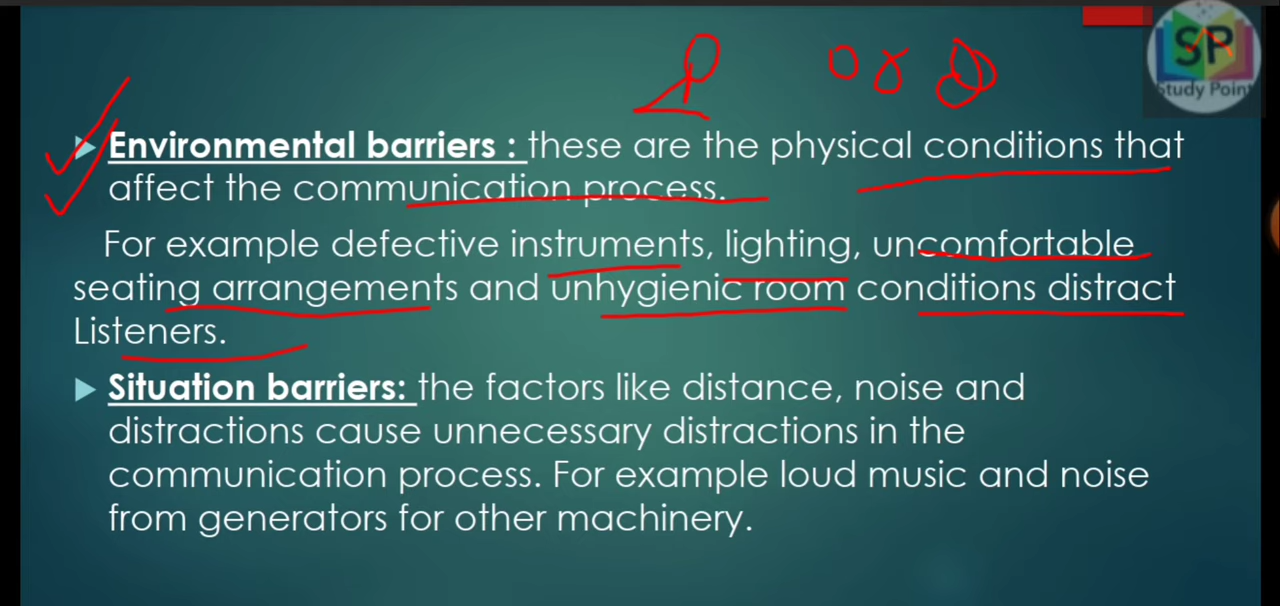 SP
Study Point
Environmental barriers : these are the physical conditions that
affect the communication process.
For example defective instruments, lighting, uncomfortable
seating arrangements and unhygienic room conditions distract
Listeners.
Situation barriers: the factors like distance, noise and
distractions cause unnecessary distractions in the
communication process. For example loud music and noise
from generators for other machinery.